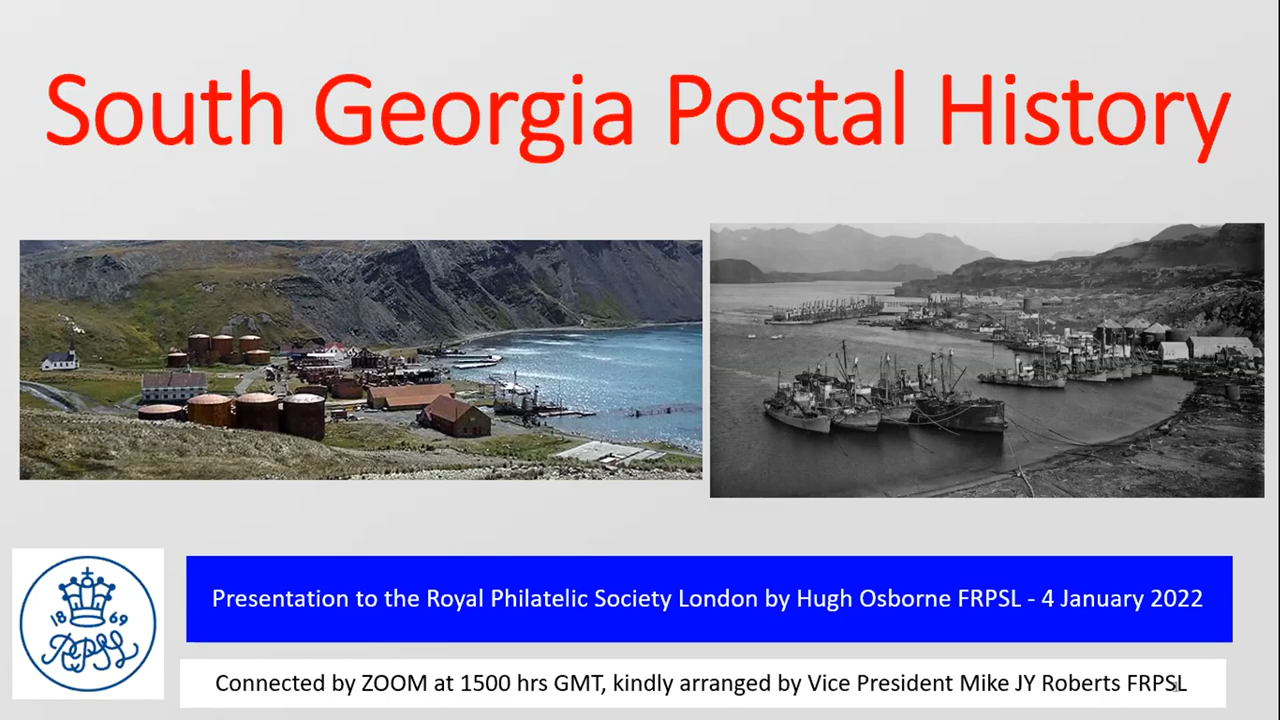 South Georgia Postal History
18 69
RPSL
Presentation to the Royal Philatelic Society London by Hugh Osborne FRPSL - 4 January 2022
Connected by ZOOM at 1500 hrs GMT, kindly arranged by Vice President Mike JY Roberts FRPSL